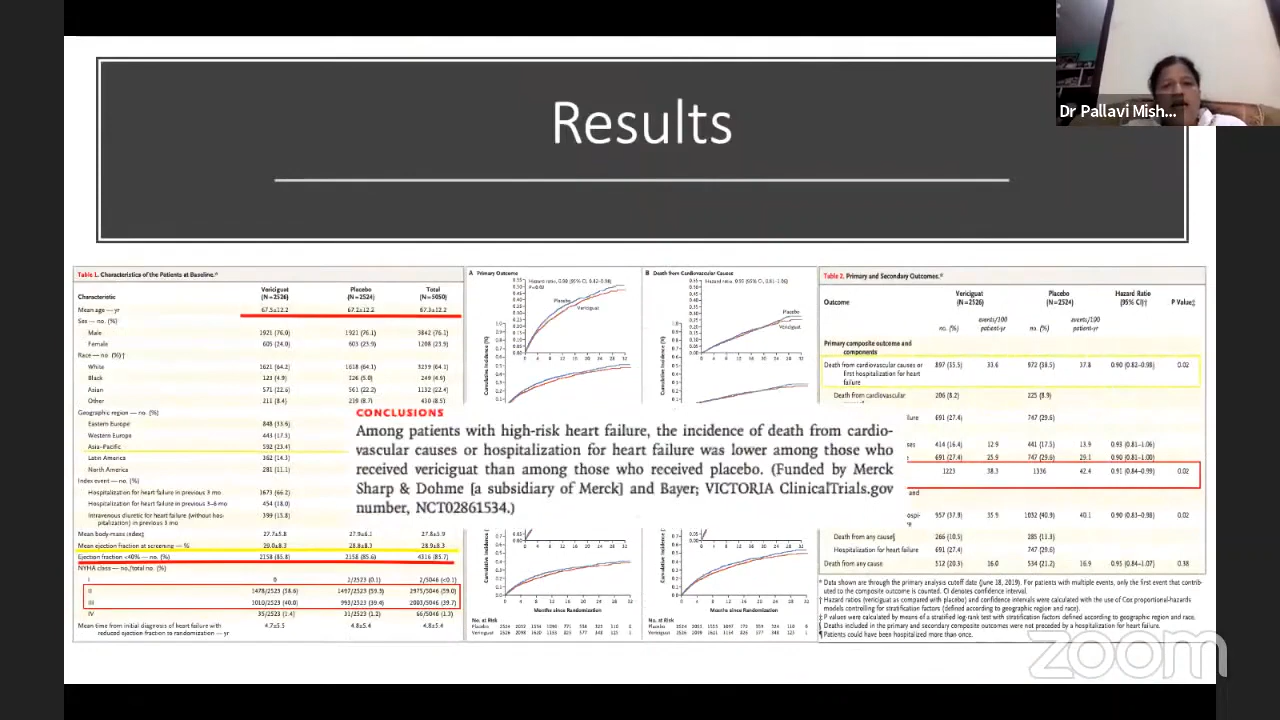 Dr Pallavi Mish...
Results
Table 1. Characteristics of the Patients at Baseline.*
Characteristic
Vericiguat (N=2526)
Placebo (N=2524)
Total (N=5050)
Mean age — yr 67.5±12.2 67.2±12.2 67.3±12.2
Sex — no. (%)
Male 1921 (76.0) 1921 (76.1) 3842 (76.1)
Female 605 (24.0) 603 (23.9) 1208 (23.9)
Race — no. (%)†
White 1621 (64.2) 1618 (64.1) 3239 (64.1)
Black 123 (4.9) 126 (5.0) 249 (4.9)
Asian 571 (22.6) 561 (22.2) 1132 (22.4)
Other 211 (8.4) 430 (8.5)
Geographic region — no. (%)
Eastern Europe 848 (33.6)
Western Europe 443 (17.5)
Asia–Pacific 592 (23.4)
Latin America 362 (14.3)
North America 281 (11.1)
Index event — no. (%)
Hospitalization for heart failure in previous 3 mo 1673 (66.2)
Hospitalization for heart failure in previous 3–6 mo 454 (18.0)
Intravenous diuretic for heart failure (without hos-
pitalization) in previous 3 mo 399 (15.8)
Mean body-mass index‡ 27.7±5.8 27.9±6.1 27.8±5.9
Mean ejection fraction at screening — % 29.0±8.3 28.8±8.3 28.9±8.3
Ejection fraction <40% — no. (%) 2158 (85.8) 2158 (85.6) 4316 (85.7)
NYHA class — no./total no. (%)
I 0 2/2523 (0.1) 2/5046 (<0.1)
II 1478/2523 (58.6) 1497/2523 (59.3) 2975/5046 (59.0)
III 1010/2523 (40.0) 993/2523 (39.4) 2003/5046 (39.7)
IV 35/2523 (1.4) 31/2523 (1.2) 66/5046 (1.3)
Mean time from initial diagnosis of heart failure with
reduced ejection fraction to randomization — yr 4.7±5.5 4.8±5.4 4.8±5.4
A Primary Outcome
Hazard ratio, 0.90 (95% CI, 0.82–0.98)
P=0.02
Placebo
Vericiguat
Cumulative Incidence (%)
B Death from Cardiovascular Causes
Hazard ratio, 0.93 (95% CI, 0.81–1.06)
Placebo
Vericiguat
Cumulative Incidence (%)
CONCLUSIONS
Among patients with high-risk heart failure, the incidence of death from cardio-
vascular causes or hospitalization for heart failure was lower among those who
received vericiguat than among those who received placebo. (Funded by Merck
Sharp & Dohme [a subsidiary of Merck] and Bayer; VICTORIA ClinicalTrials.gov
number, NCT02861534.)
Months since Randomization
Months since Randomization
No. at Risk
Placebo
Vericiguat
No. at Risk
Placebo
Vericiguat
Table 2. Primary and Secondary Outcomes.*
Outcome
Vericiguat (N=2526)
Placebo (N=2524)
Hazard Ratio (95% CI)†
P Value‡
no. (%) events/100 patient-yr no. (%) events/100 patient-yr
Primary composite outcome and
components
Death from cardiovascular causes or
first hospitalization for heart
failure 897 (35.5) 33.6 972 (38.5) 37.8 0.90 (0.82–0.98) 0.02
Death from cardiovascular 206 (8.2) 225 (8.9)
691 (27.4) 747 (29.6)
414 (16.4) 12.9 441 (17.5) 13.9 0.93 (0.81–1.06)
691 (27.4) 25.9 747 (29.6) 29.1 0.90 (0.81–1.00)
1223 38.3 1336 42.4 0.91 (0.84–0.99) 0.02
and
957 (37.9) 35.9 1032 (40.9) 40.1 0.90 (0.83–0.98) 0.02
Death from any cause§ 266 (10.5) 285 (11.3)
Hospitalization for heart failure 691 (27.4) 747 (29.6)
Death from any cause 512 (20.3) 16.0 534 (21.2) 16.9 0.95 (0.84–1.07) 0.38
* Data shown are through the primary analysis cutoff date (June 18, 2019). For patients with multiple events, only the first event that contrib-
uted to the composite outcome is counted. CI denotes confidence interval.
† Hazard ratios (vericiguat as compared with placebo) and confidence intervals were calculated with the use of Cox proportional-hazards
models controlling for stratification factors (defined according to geographic region and race).
‡ P values were calculated by means of a stratified log-rank test with stratification factors defined according to geographic region and race.
§ Deaths included in the primary and secondary composite outcomes were not preceded by a hospitalization for heart failure.
¶ Patients could have been hospitalized more than once.
zoom